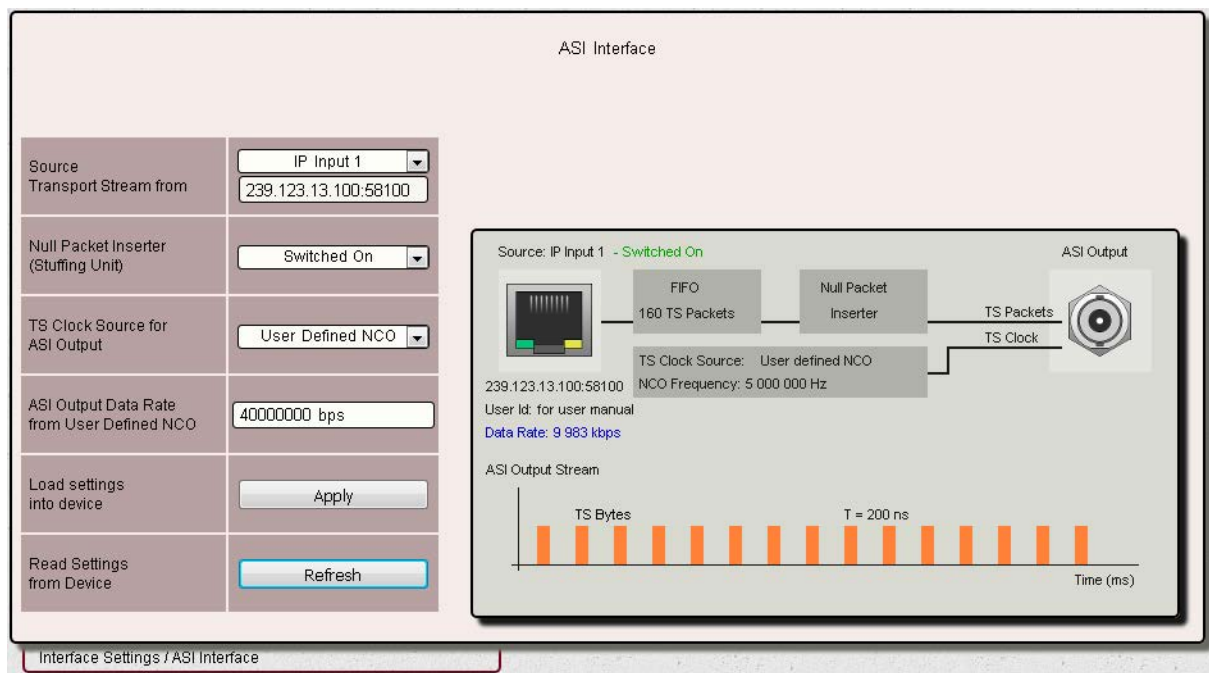 ASI Interface
Source
Transport Stream from
IP Input 1
239.123.13.100:58100
Null Packet Inserter
(Stuffing Unit)
Switched On
TS Clock Source for
ASI Output
User Defined NCO
ASI Output Data Rate
from User Defined NCO
40000000 bps
Load settings
into device
Apply
Read Settings
from Device
Refresh
Source: IP Input 1 - Switched On
ASI Output
FIFO
160 TS Packets
Null Packet
Inserter
TS Packets
TS Clock
TS Clock Source: User defined NCO
NCO Frequency: 5 000 000 Hz
239.123.13.100:58100
User Id: for user manual
Data Rate: 9 983 kbps
ASI Output Stream
TS Bytes
T = 200 ns
Time (ms)
Interface Settings / ASI Interface